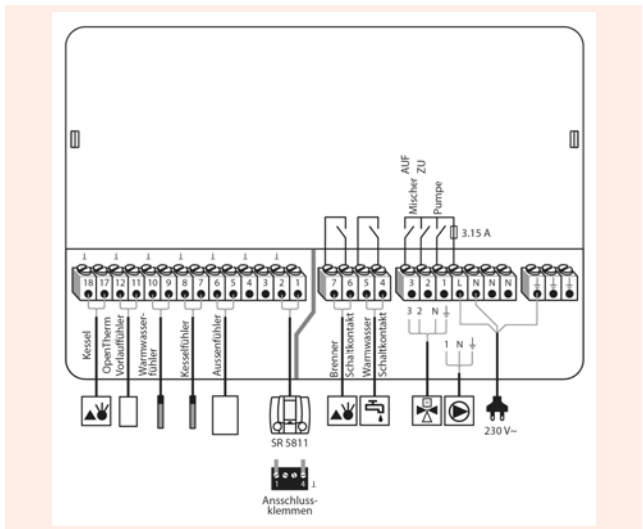 AUF
Mischer
ZU
Pumpe
3.15 A
⊥ ⊥ ⊥ ⊥ ⊥ ⊥ ⊥
18 17 12 11 10 9 8 7 6 5 4 3 2 1
7 6 5 4
3 2 1 L N N N
3 2 N
1 N
Kessel
OpenTherm
Vorlauffühler
Warmwasser-
fühler
Kesselfühler
Aussenfühler
Brenner
Schaltkontakt
Warmwasser
Schaltkontakt
SR 5811
230 V~
1 4 ⊥
Anschluss-
klemmen